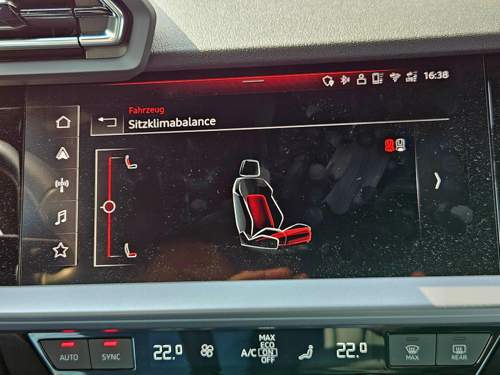 16:38
Fahrzeug
Sitzklimabalance
AUTO
SYNC
22.0
A/C
MAX
ECO
ON
OFF
22.0
MAX
REAR